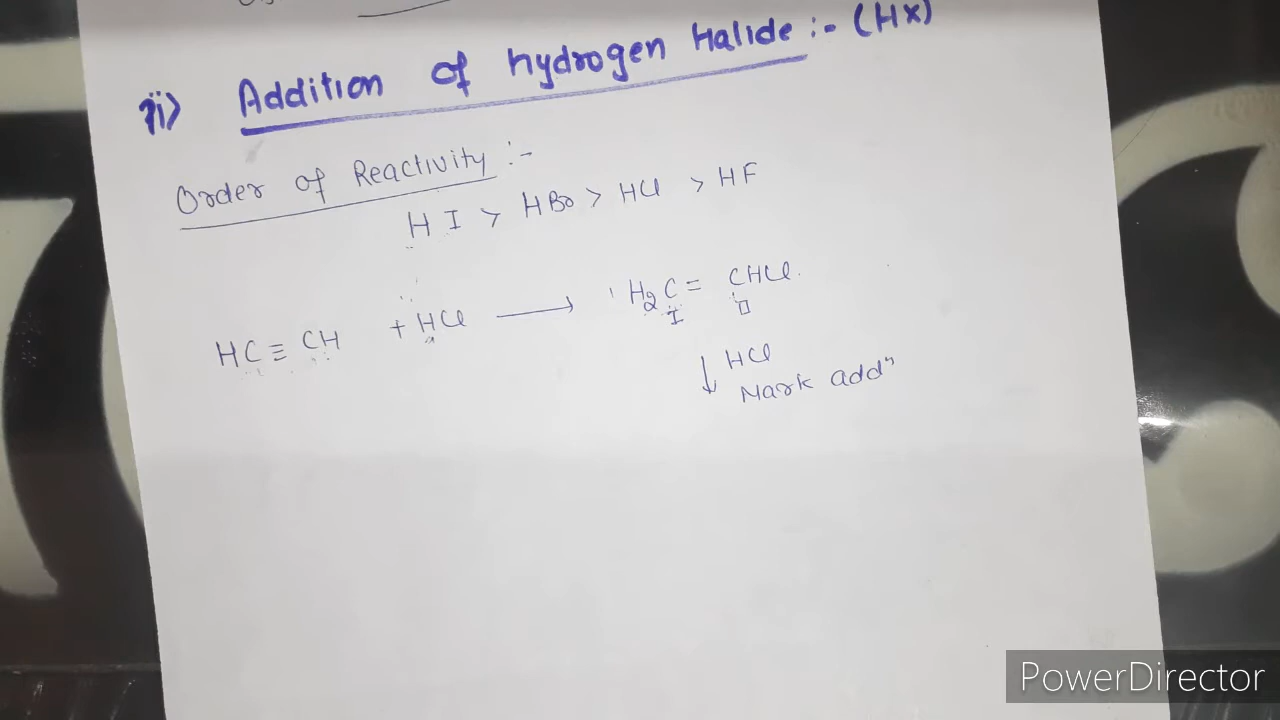 ii) Addition of hydrogen Halide :- (HX)
Order of Reactivity :-
H I > HBr > HCl > HF
HC ≡ CH + HCl ⟶ H₂C = CHCl.
I II
↓ HCl
Mark addⁿ
PowerDirector